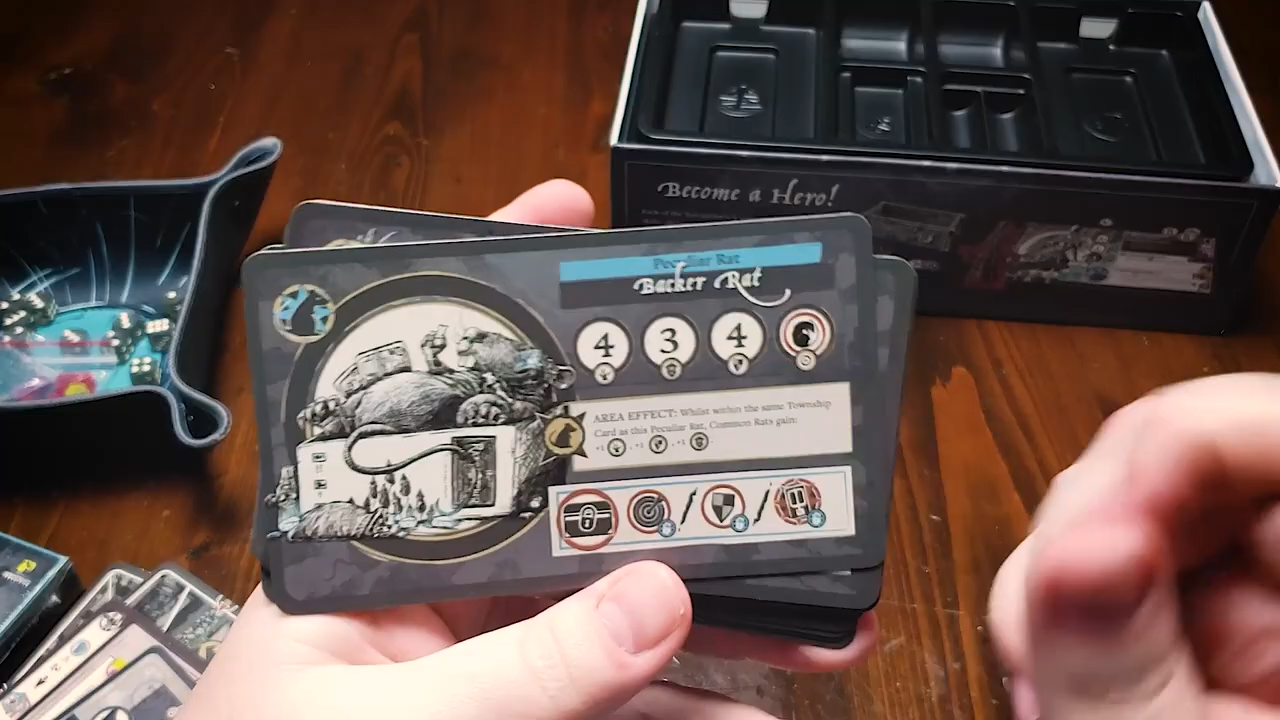 Become a Hero!
Peculiar Rat
Backer Rat
4 3 4
AREA EFFECT: Whilst within the same Township
Card as this Peculiar Rat, Common Rats gain:
+1 , +1 , +1